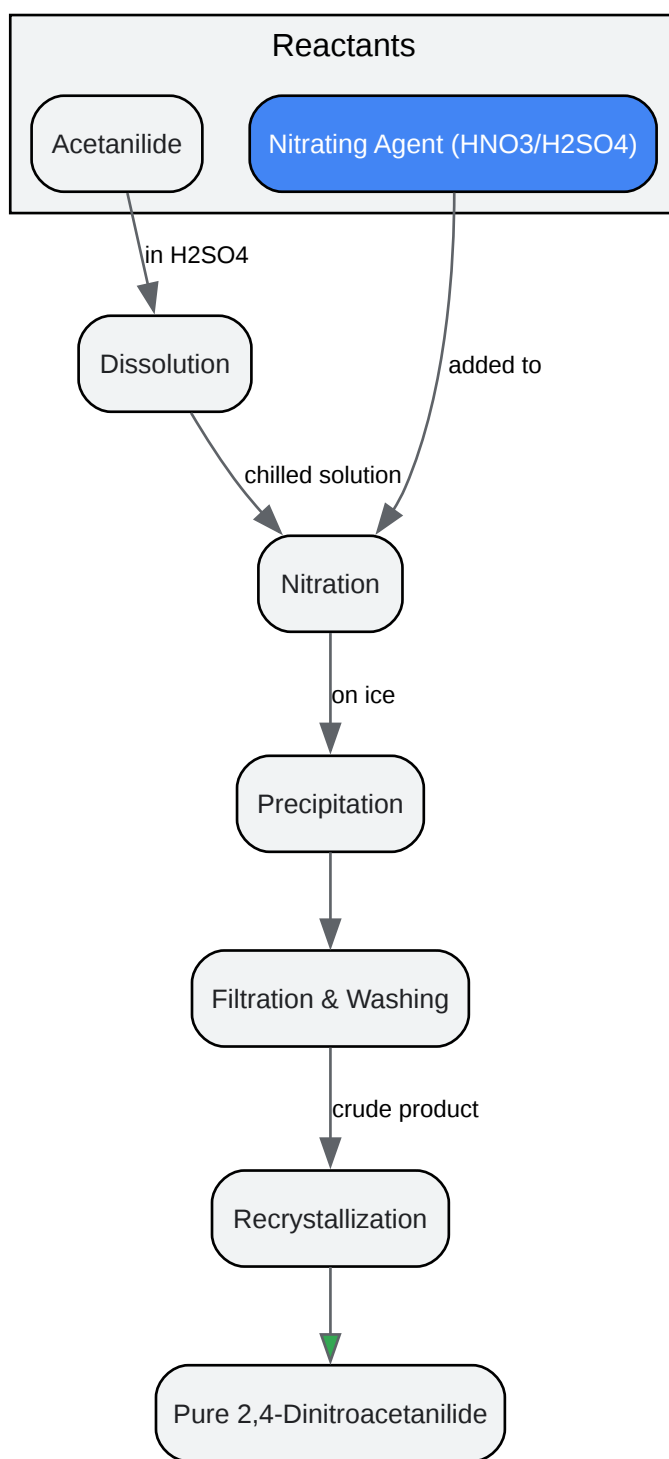 Reactants
Acetanilide
Nitrating Agent (HNO3/H2SO4)
in H2SO4
Dissolution
added to
chilled solution
Nitration
on ice
Precipitation
Filtration & Washing
crude product
Recrystallization
Pure 2,4-Dinitroacetanilide